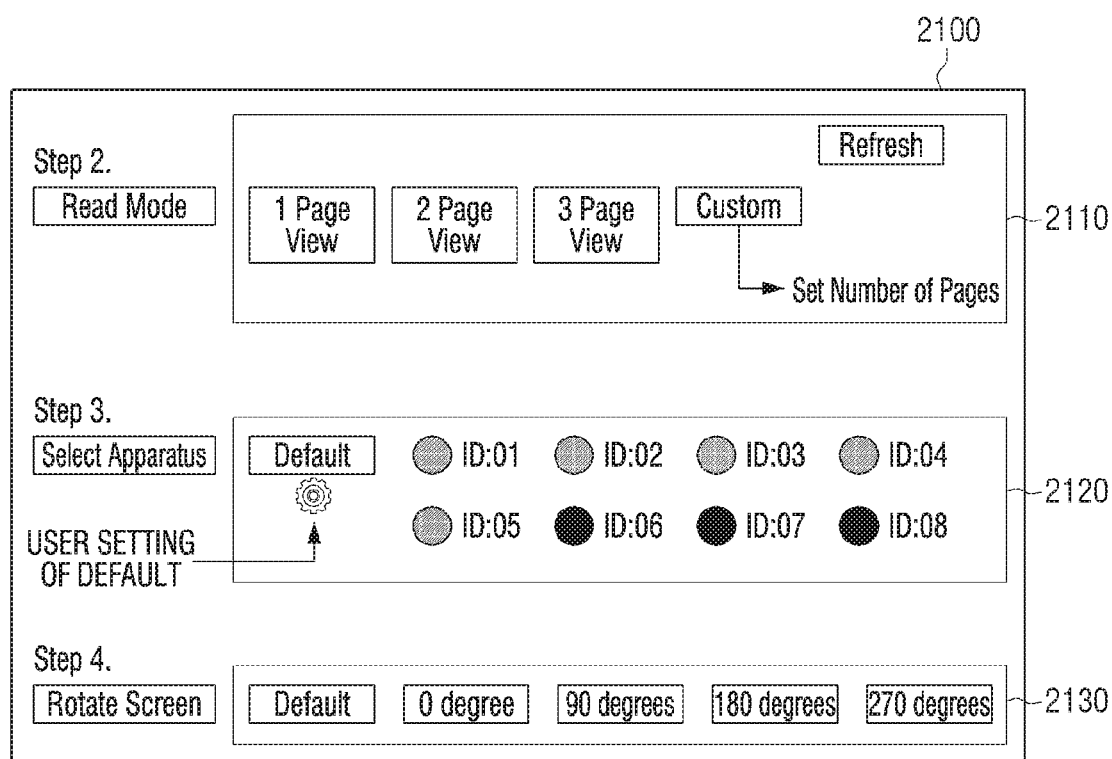 2100
Refresh
Step 2.
Read Mode
1 Page
View
2 Page
View
3 Page
View
Custom
2110
Set Number of Pages
Step 3.
Select Apparatus
Default
ID:01
ID:02
ID:03
ID:04
2120
ID:05
ID:06
ID:07
ID:08
USER SETTING
OF DEFAULT
Step 4.
Rotate Screen
Default
0 degree
90 degrees
180 degrees
270 degrees
2130